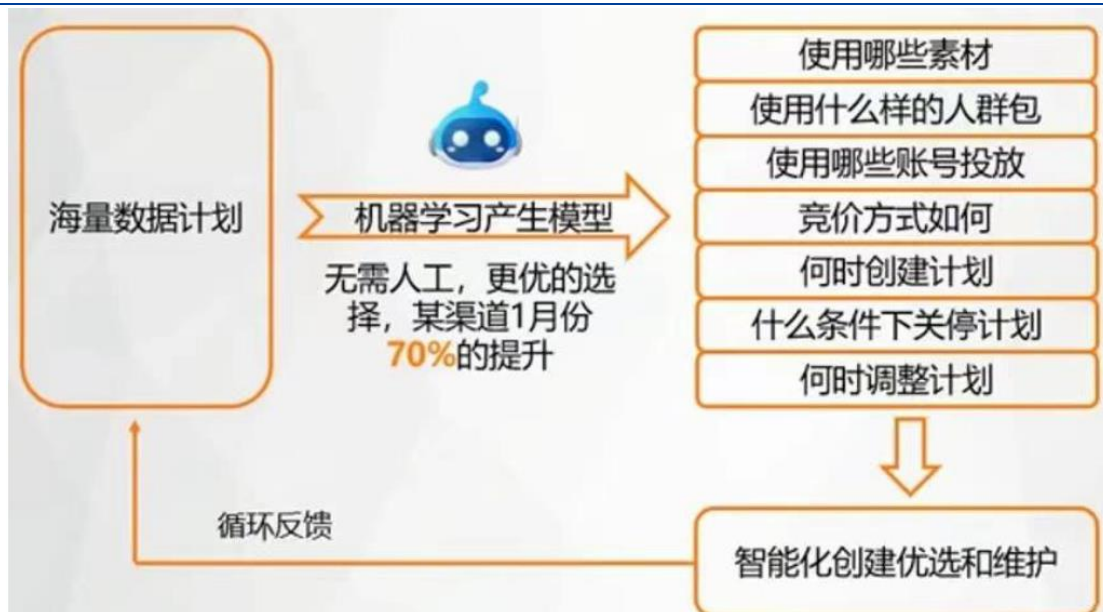 海量数据计划
机器学习产生模型
无需人工，更优的选
择，某渠道1月份
70%的提升
使用哪些素材
使用什么样的人群包
使用哪些账号投放
竞价方式如何
何时创建计划
什么条件下关停计划
何时调整计划
智能化创建优选和维护
循环反馈